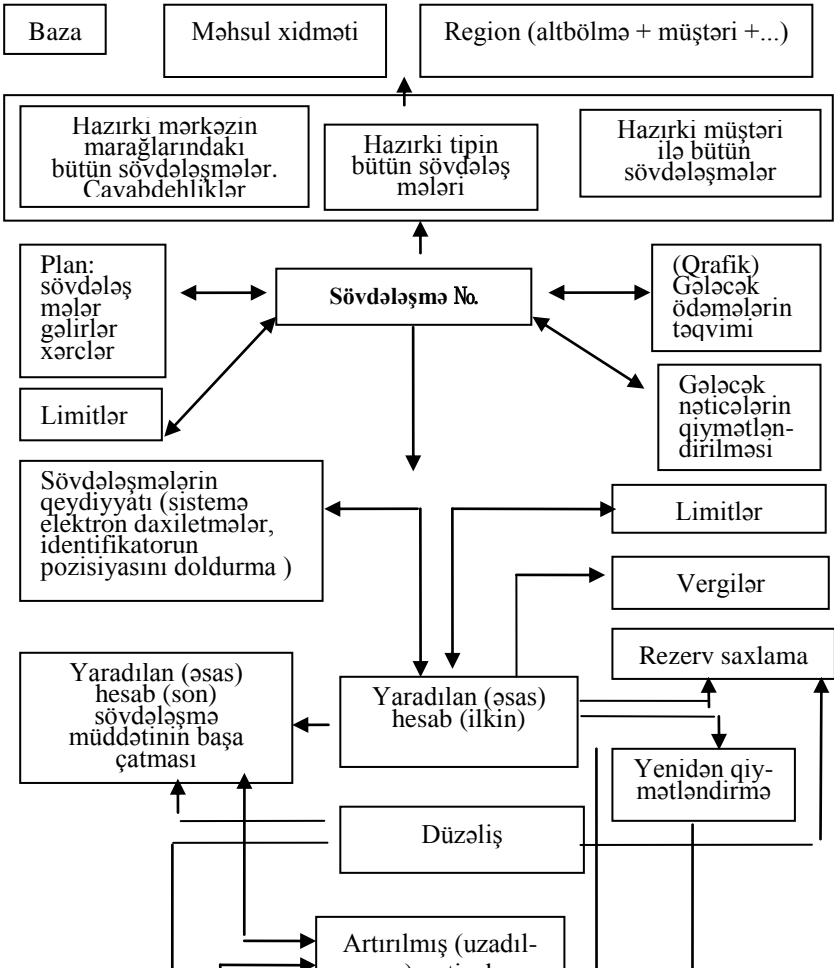 Baza
Məhsul xidməti
Region (altbölmə + müştəri +...)
Hazırki mərkəzin
marağlarındakı
bütün sövdələşmələr.
Cavabdehliklər
Hazırki tipin
bütün sövdələş
mələri
Hazırki müştəri
ilə bütün
sövdələşmələr
Plan:
sövdələş
mələr
gəlirlər
xərclər
Sövdələşmə №.
(Qrafik)
Gələcək
ödəmələrin
təqvimi
Limitlər
Gələcək
nəticələrin
qiymətlən-
dirilməsi
Sövdələşmələrin
qeydiyyatı (sistemə
elektron daxiletmələr,
identifikatorun
pozisiyasını doldurma )
Limitlər
Vergilər
Rezerv saxlama
Yaradılan (əsas)
hesab (son)
sövdələşmə
müddətinin başa
çatması
Yaradılan (əsas)
hesab (ilkin)
Yenidən qiy-
mətləndirmə
Düzəliş
Artırılmış (uzadıl-